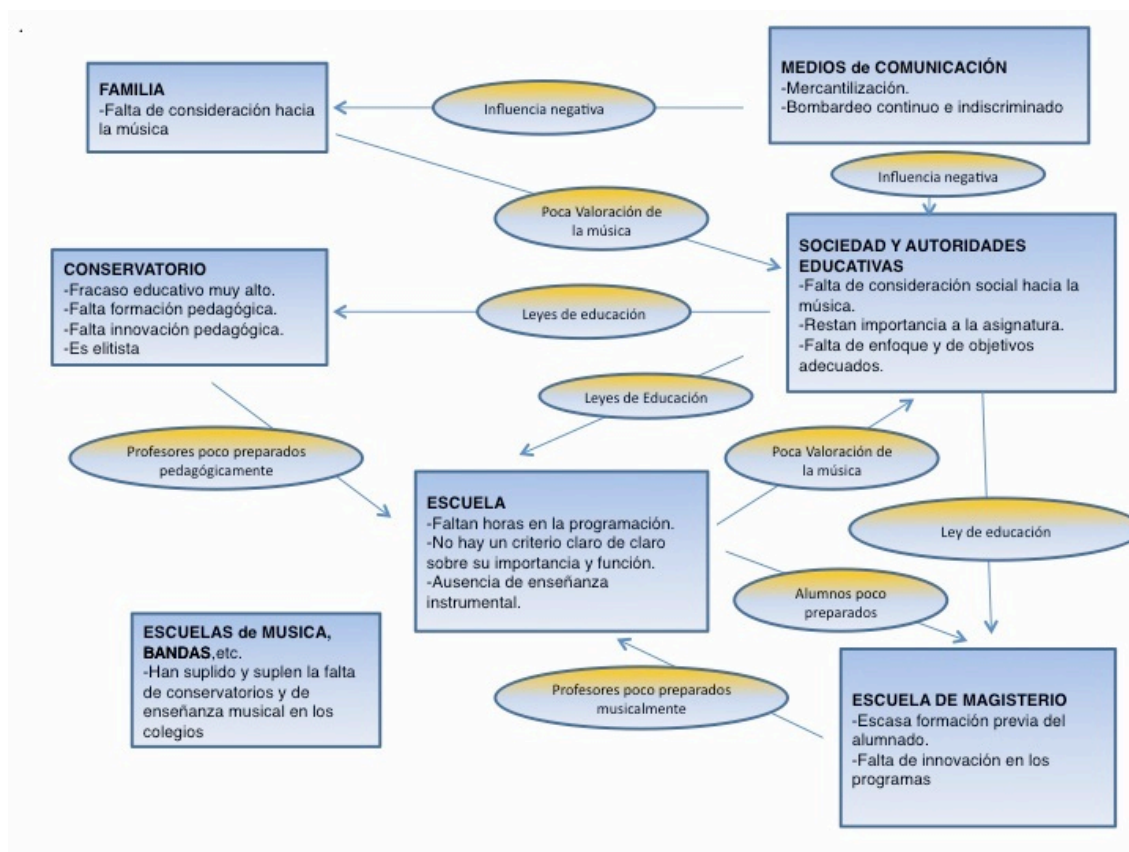 .
FAMILIA
-Falta de consideración hacia
la música
Influencia negativa
MEDIOS de COMUNICACIÓN
-Mercantilización.
-Bombardeo continuo e indiscriminado
Influencia negativa
Poca Valoración de
la música
SOCIEDAD Y AUTORIDADES
EDUCATIVAS
-Falta de consideración social hacia la
música.
-Restan importancia a la asignatura.
-Falta de enfoque y de objetivos
adecuados.
CONSERVATORIO
-Fracaso educativo muy alto.
-Falta formación pedagógica.
-Falta innovación pedagógica.
-Es elitista
Leyes de educación
Leyes de Educación
Profesores poco preparados
pedagógicamente
Poca Valoración de
la música
ESCUELA
-Faltan horas en la programación.
-No hay un criterio claro de claro
sobre su importancia y función.
-Ausencia de enseñanza
instrumental.
Ley de educación
Alumnos poco
preparados
ESCUELAS de MUSICA,
BANDAS,etc.
-Han suplido y suplen la falta
de conservatorios y de
enseñanza musical en los
colegios
Profesores poco preparados
musicalmente
ESCUELA DE MAGISTERIO
-Escasa formación previa del
alumnado.
-Falta de innovación en los
programas